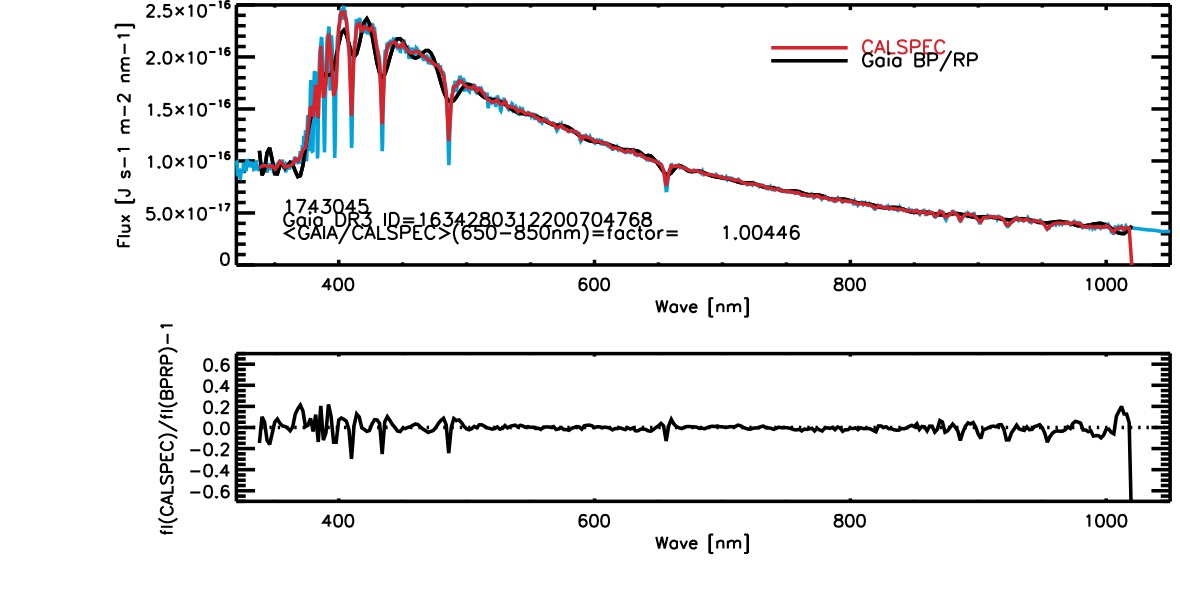 2.5×10−16
2.0×10−16
1.5×10−16
1.0×10−16
5.0×10−17
0
Flux [J s−1 m−2 nm−1]
CALSPEC
Gaia BP/RP
1743045
Gaia DR3 ID=1634280312200704768
<GAIA/CALSPEC>(650−850nm)=factor= 1.00446
400 600 800 1000
Wave [nm]
fl(CALSPEC)/fl(BPRP)−1
0.6
0.4
0.2
0.0
−0.2
−0.4
−0.6
400 600 800 1000
Wave [nm]